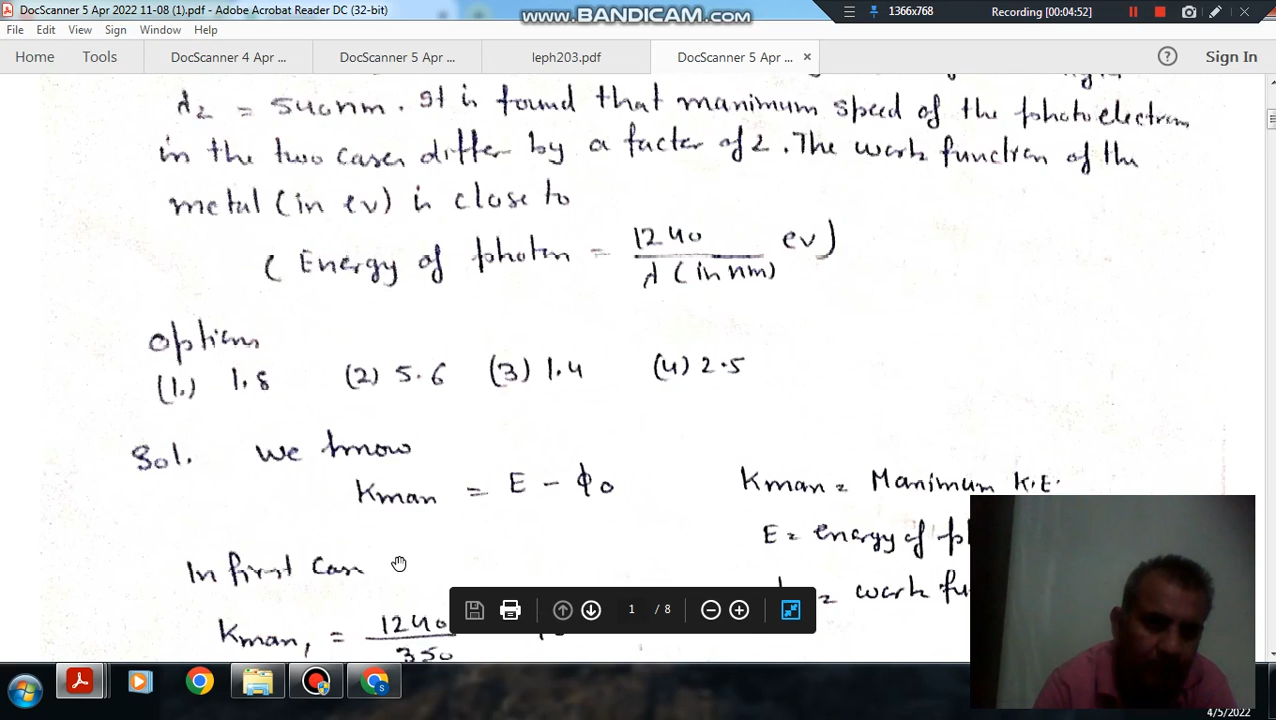 DocScanner 5 Apr 2022 11-08 (1).pdf - Adobe Acrobat Reader DC (32-bit)
www.BANDICAM.com
1366x768
Recording [00:04:52]
File Edit View Sign Window Help
Home Tools DocScanner 4 Apr ... DocScanner 5 Apr ... leph203.pdf DocScanner 5 Apr ... × Sign In
λ2 = 540nm. It is found that maximum speed of the photoelectron
in the two cases differ by a factor of 2. The work function of the
metal (in ev) is close to
( Energy of photon = 1240 / λ (in nm) ev)
Options
(1.) 1.8 (2) 5.6 (3) 1.4 (4) 2.5
Sol. We know
Kmax = E - ϕ0
Kmax = Maximum K.E.
E = energy of
In first case
= work
Kmax1 = 1240 / 350
1 / 8
4/5/2022